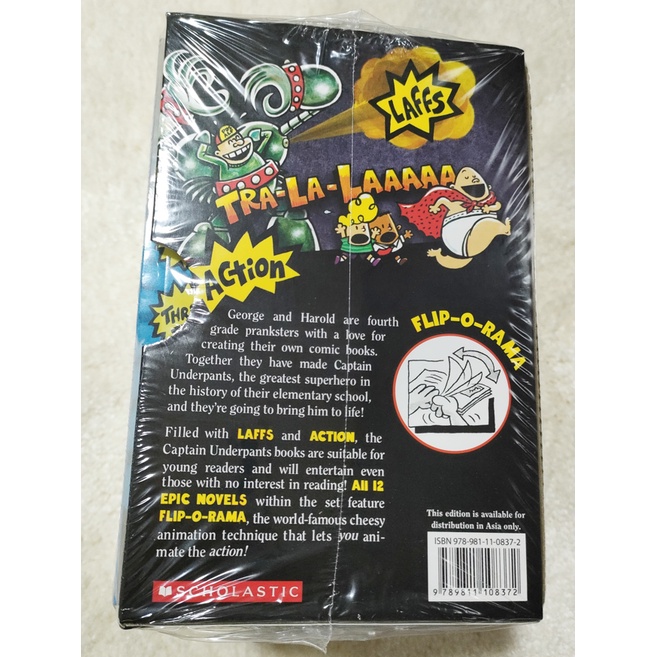 LAFFS
TRA-LA-LAAAAA
ACTION
George and Harold are fourth
grade pranksters with a love for
creating their own comic books.
Together they have made Captain
Underpants, the greatest superhero in
the history of their elementary school,
and they're going to bring him to life!
FLIP-O-RAMA
Filled with LAFFS and ACTION, the
Captain Underpants books are suitable for
young readers and will entertain even
those with no interest in reading! All 12
EPIC NOVELS within the set feature
FLIP-O-RAMA, the world-famous cheesy
animation technique that lets you ani-
mate the action!
This edition is available for
distribution in Asia only.
ISBN 978-981-11-0837-2
9 789811 108372
SCHOLASTIC